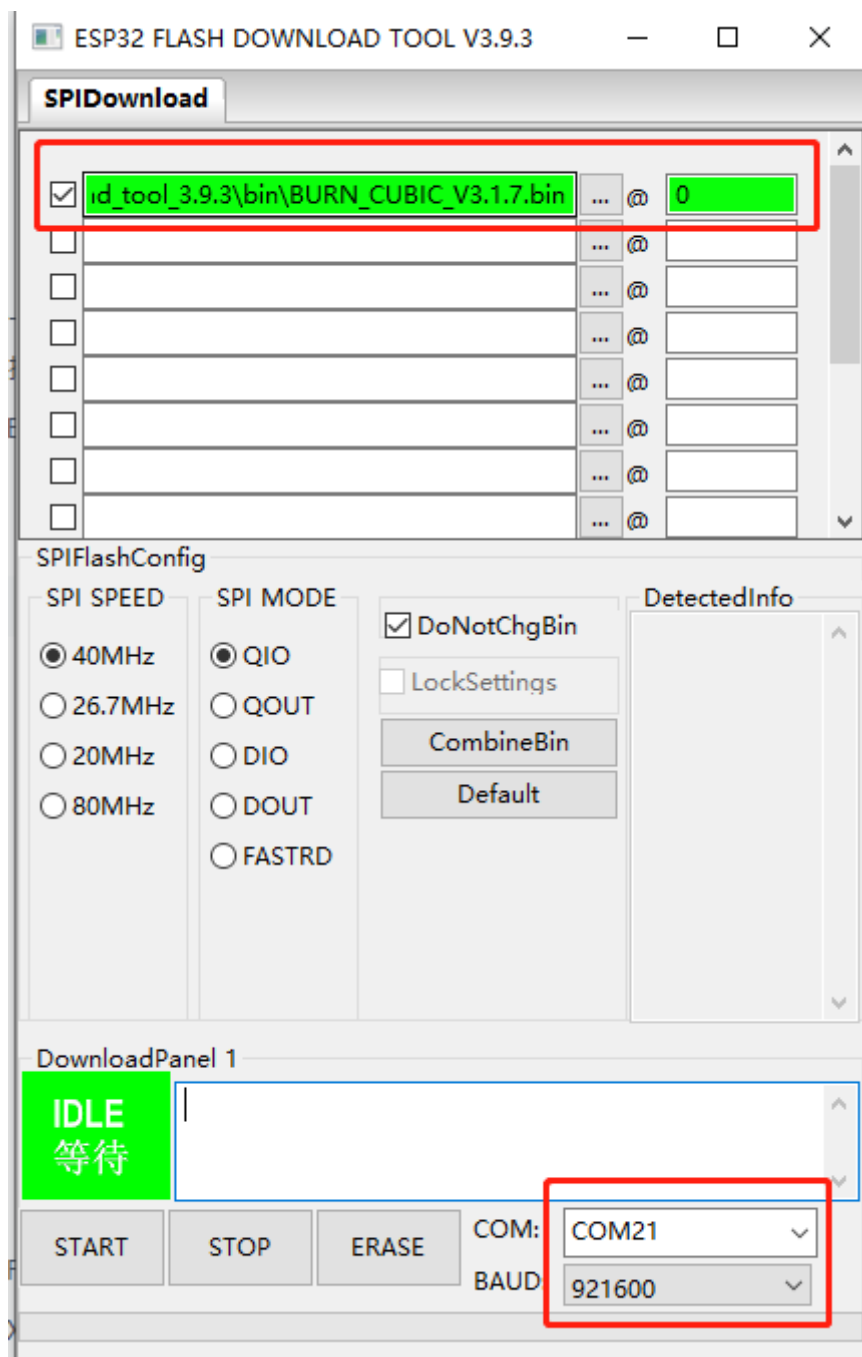 ESP32 FLASH DOWNLOAD TOOL V3.9.3
SPIDownload
d_tool_3.9.3\bin\BURN_CUBIC_V3.1.7.bin ... @ 0
... @
... @
... @
... @
... @
... @
... @
SPIFlashConfig
SPI SPEED
40MHz
26.7MHz
20MHz
80MHz
SPI MODE
QIO
QOUT
DIO
DOUT
FASTRD
DoNotChgBin
LockSettings
CombineBin
Default
DetectedInfo
DownloadPanel 1
IDLE
等待
START
STOP
ERASE
COM: COM21
BAUD 921600